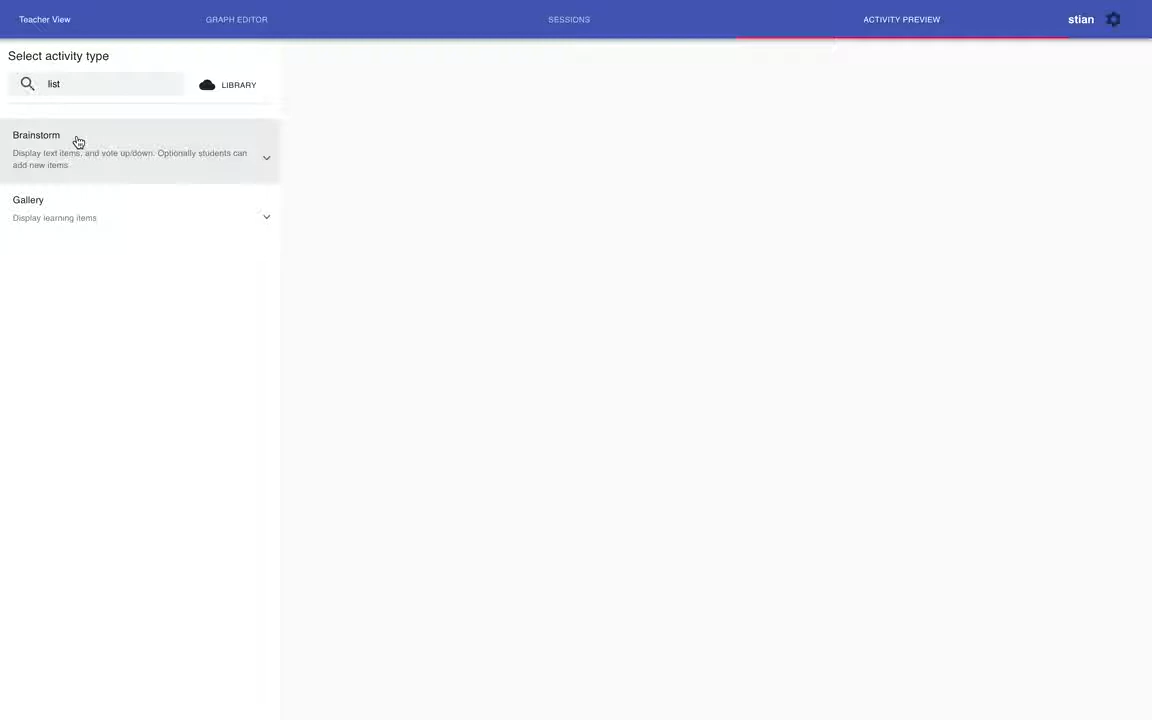 Teacher View
GRAPH EDITOR
SESSIONS
ACTIVITY PREVIEW
stian
Select activity type
list
LIBRARY
Brainstorm
Display text items, and vote up/down. Optionally students can
add new items
Gallery
Display learning items